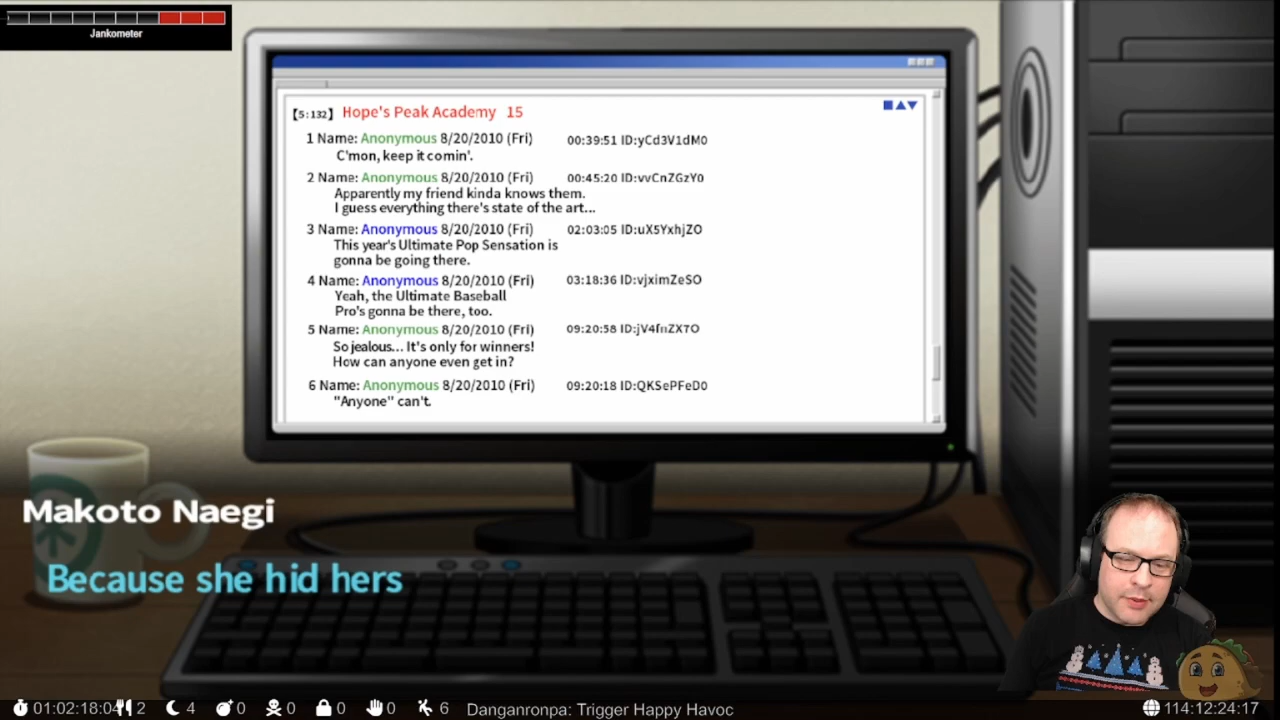 Jankometer
【5:132】 Hope's Peak Academy 15
1 Name: Anonymous 8/20/2010 (Fri) 00:39:51 ID:yCd3V1dM0
C'mon, keep it comin'.
2 Name: Anonymous 8/20/2010 (Fri) 00:45:20 ID:vvCnZGzY0
Apparently my friend kinda knows them.
I guess everything there's state of the art...
3 Name: Anonymous 8/20/2010 (Fri) 02:03:05 ID:uX5YxhjZO
This year's Ultimate Pop Sensation is
gonna be going there.
4 Name: Anonymous 8/20/2010 (Fri) 03:18:36 ID:vjximZeSO
Yeah, the Ultimate Baseball
Pro's gonna be there, too.
5 Name: Anonymous 8/20/2010 (Fri) 09:20:58 ID:jV4fnZX7O
So jealous... It's only for winners!
How can anyone even get in?
6 Name: Anonymous 8/20/2010 (Fri) 09:20:18 ID:QKSePFeD0
"Anyone" can't.
Makoto Naegi
Because she hid hers
01:02:18:04 2 4 0 0 0 0 6 Danganronpa: Trigger Happy Havoc 114:12:24:17